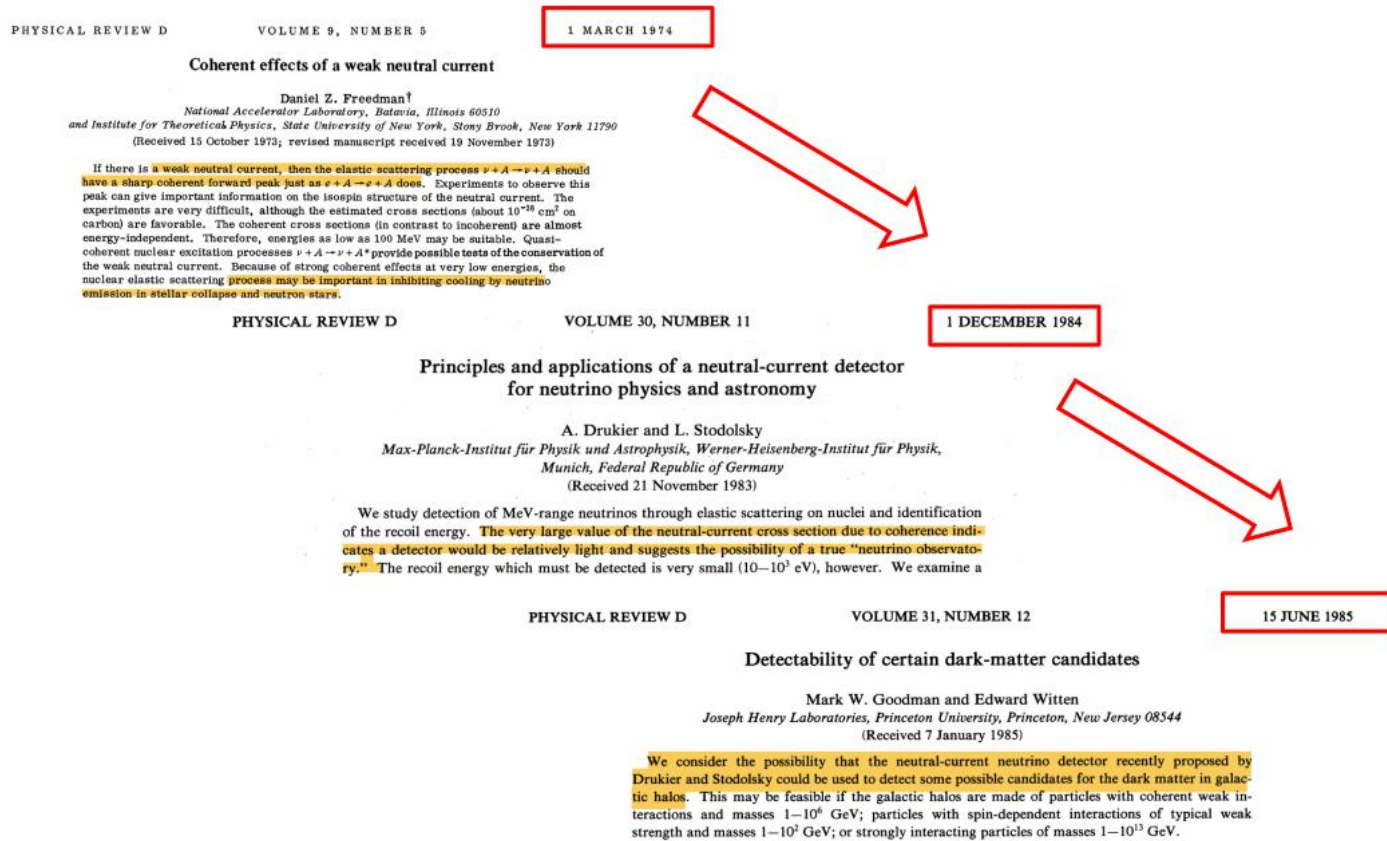 PHYSICAL REVIEW D VOLUME 9, NUMBER 5 1 MARCH 1974
Coherent effects of a weak neutral current
Daniel Z. Freedman†
National Accelerator Laboratory, Batavia, Illinois 60510
and Institute for Theoretical Physics, State University of New York, Stony Brook, New York 11790
(Received 15 October 1973; revised manuscript received 19 November 1973)
If there is a weak neutral current, then the elastic scattering process ν + A → ν + A should
have a sharp coherent forward peak just as e + A → e + A does. Experiments to observe this
peak can give important information on the isospin structure of the neutral current. The
experiments are very difficult, although the estimated cross sections (about 10⁻³⁸ cm² on
carbon) are favorable. The coherent cross sections (in contrast to incoherent) are almost
energy-independent. Therefore, energies as low as 100 MeV may be suitable. Quasi-
coherent nuclear excitation processes ν + A → ν + A* provide possible tests of the conservation of
the weak neutral current. Because of strong coherent effects at very low energies, the
nuclear elastic scattering process may be important in inhibiting cooling by neutrino
emission in stellar collapse and neutron stars.
PHYSICAL REVIEW D VOLUME 30, NUMBER 11 1 DECEMBER 1984
Principles and applications of a neutral-current detector
for neutrino physics and astronomy
A. Drukier and L. Stodolsky
Max-Planck-Institut für Physik und Astrophysik, Werner-Heisenberg-Institut für Physik,
Munich, Federal Republic of Germany
(Received 21 November 1983)
We study detection of MeV-range neutrinos through elastic scattering on nuclei and identification
of the recoil energy. The very large value of the neutral-current cross section due to coherence indi-
cates a detector would be relatively light and suggests the possibility of a true "neutrino observato-
ry." The recoil energy which must be detected is very small (10–10³ eV), however. We examine a
PHYSICAL REVIEW D VOLUME 31, NUMBER 12 15 JUNE 1985
Detectability of certain dark-matter candidates
Mark W. Goodman and Edward Witten
Joseph Henry Laboratories, Princeton University, Princeton, New Jersey 08544
(Received 7 January 1985)
We consider the possibility that the neutral-current neutrino detector recently proposed by
Drukier and Stodolsky could be used to detect some possible candidates for the dark matter in galac-
tic halos. This may be feasible if the galactic halos are made of particles with coherent weak in-
teractions and masses 1–10⁶ GeV; particles with spin-dependent interactions of typical weak
strength and masses 1–10² GeV; or strongly interacting particles of masses 1–10¹³ GeV.